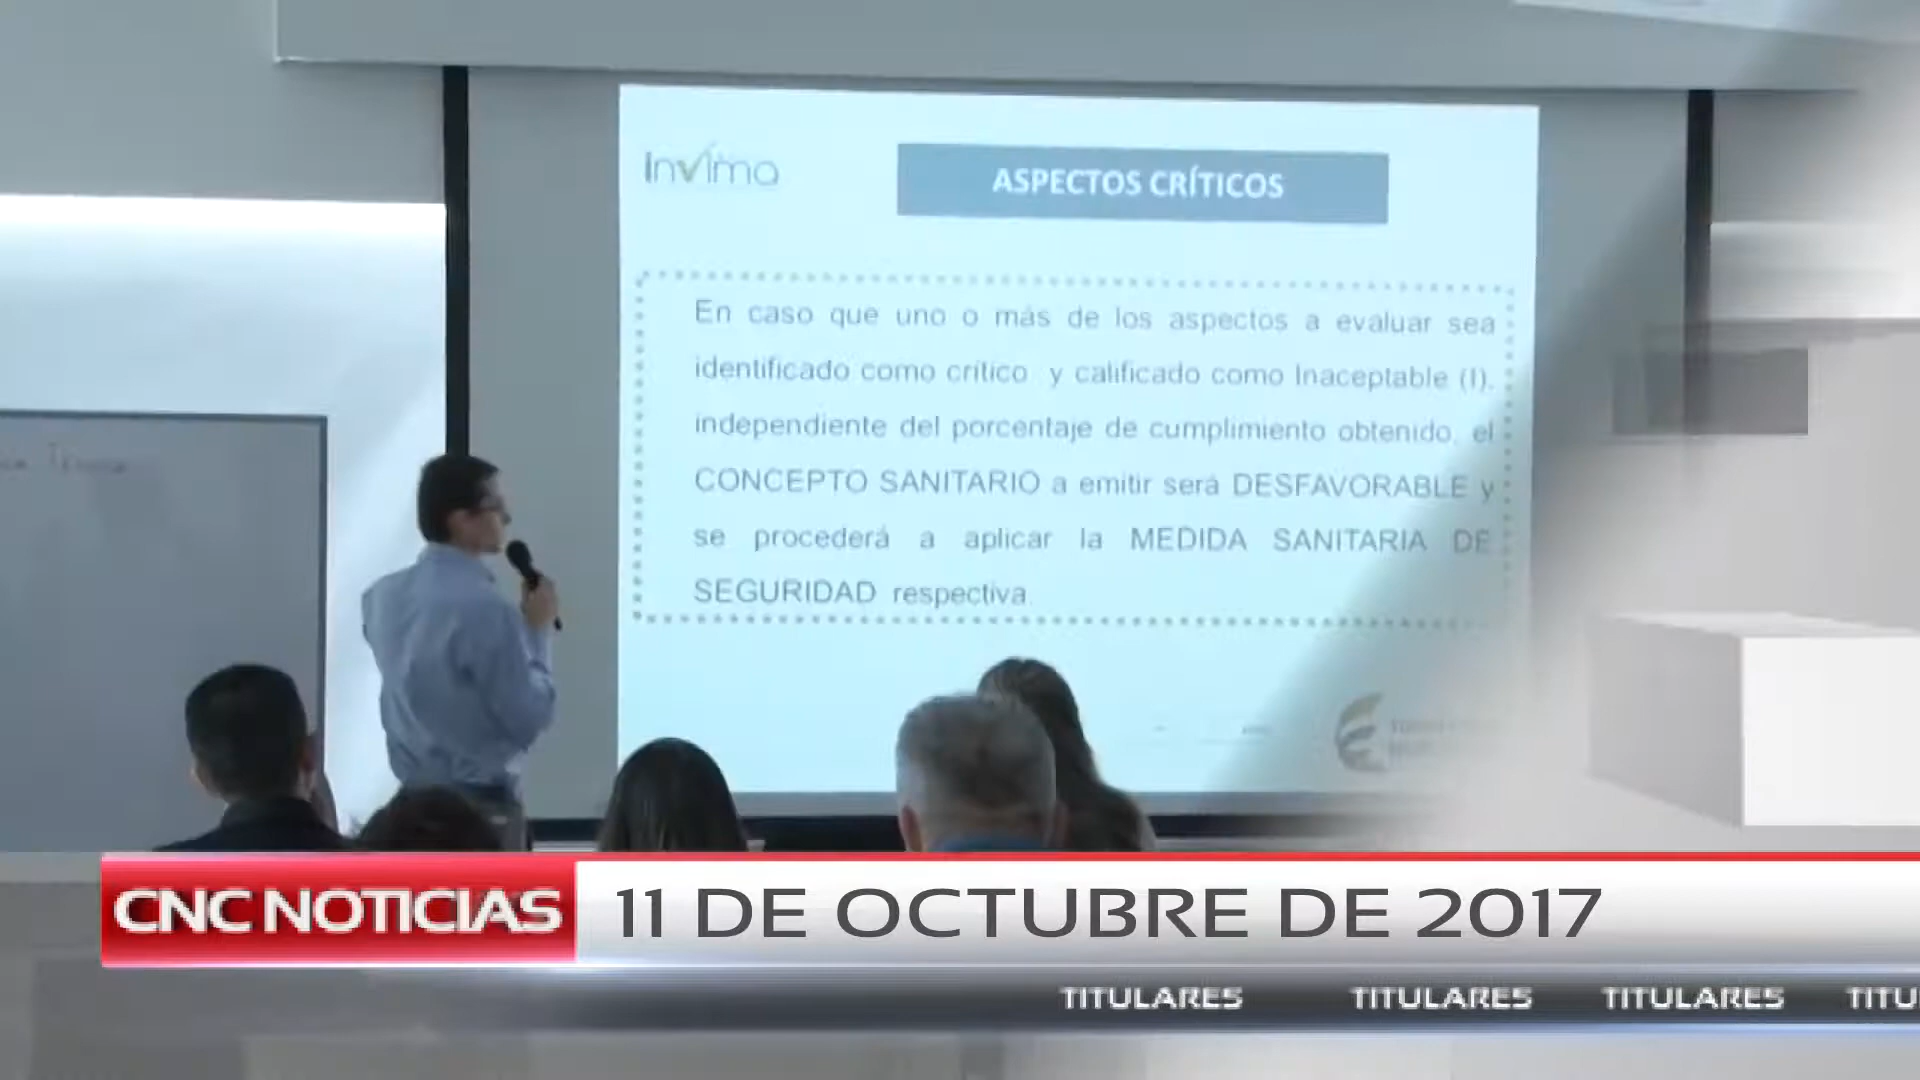 Invima
ASPECTOS CRÍTICOS
En caso que uno o más de los aspectos a evaluar sea
identificado como crítico y calificado como Inaceptable (I),
independiente del porcentaje de cumplimiento obtenido, el
CONCEPTO SANITARIO a emitir será DESFAVORABLE y
se procederá a aplicar la MEDIDA SANITARIA DE
SEGURIDAD respectiva.
CNC NOTICIAS
11 DE OCTUBRE DE 2017
TITULARES TITULARES TITULARES TITU